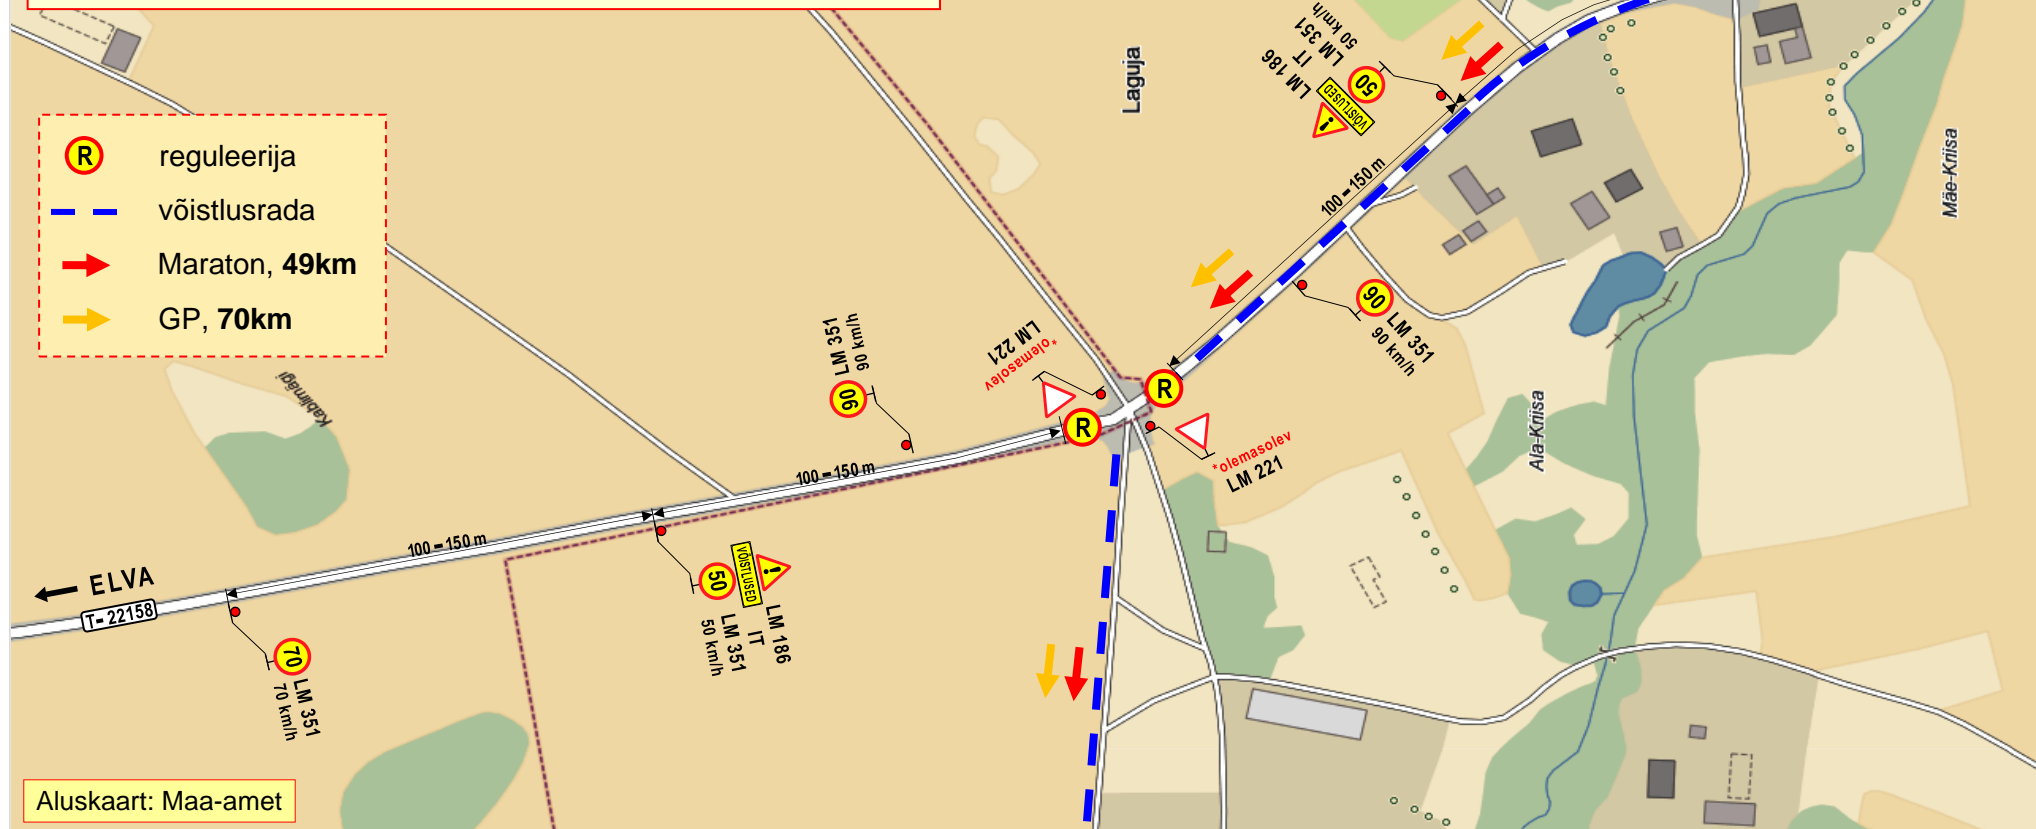 R reguleerija
võistlusrada
Maraton, 49km
GP, 70km
Laguja
50 km/h
LM 351
IT
LM 186
50
VÕISTLUSED
!
100 - 150 m
Mäe-Kriisa
90
LM 351
90 km/h
Kablimägi
90 km/h
LM 351
90
LM 221
*olemasolev
R
R
*olemasolev
LM 221
Ala-Kriisa
100 - 150 m
100 - 150 m
ELVA
T- 22158
50
VÕISTLUSED
!
LM 186
IT
LM 351
50 km/h
70
LM 351
70 km/h
Aluskaart: Maa-amet